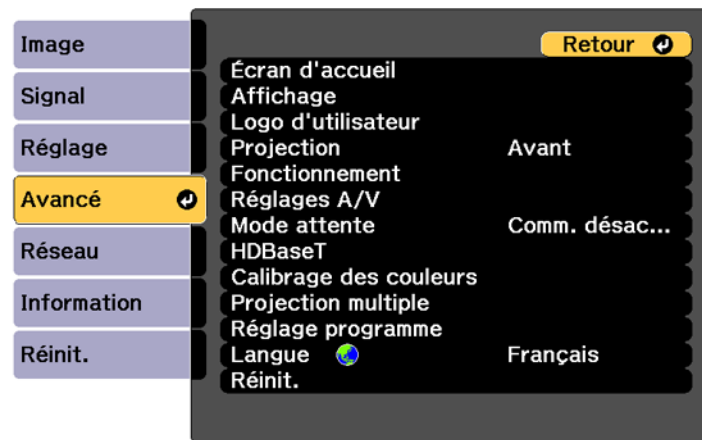 Image
Signal
Réglage
Avancé
Réseau
Information
Réinit.
Retour
Écran d'accueil
Affichage
Logo d'utilisateur
Projection Avant
Fonctionnement
Réglages A/V
Mode attente Comm. désac...
HDBaseT
Calibrage des couleurs
Projection multiple
Réglage programme
Langue Français
Réinit.